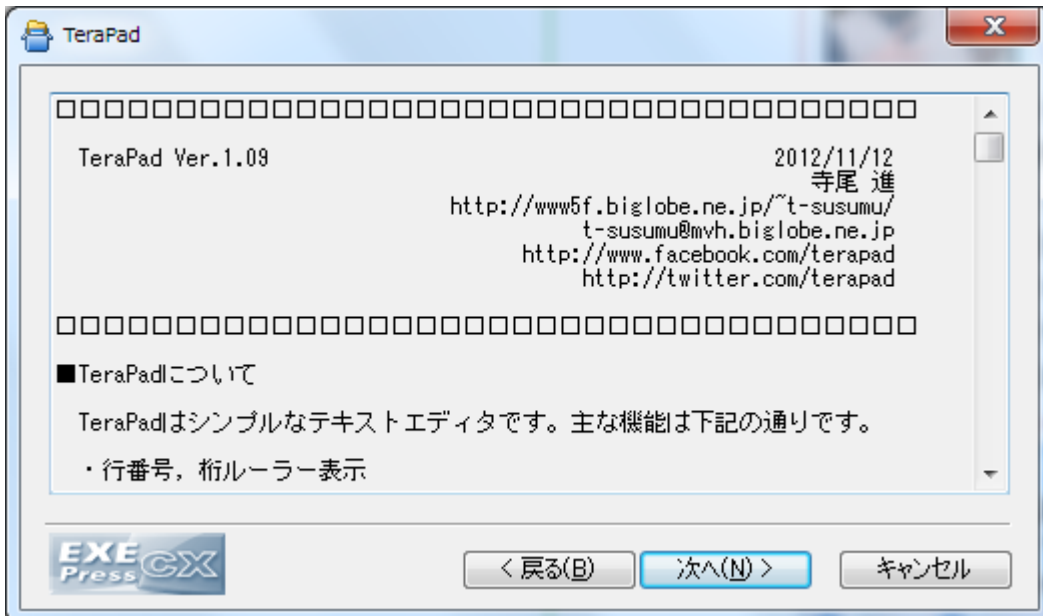 TeraPad
□□□□□□□□□□□□□□□□□□□□□□□□□□□□□□□□□□□□
TeraPad Ver.1.09 2012/11/12
寺尾 進
http://www5f.biglobe.ne.jp/~t-susumu/
t-susumu@mvh.biglobe.ne.jp
http://www.facebook.com/terapad
http://twitter.com/terapad
□□□□□□□□□□□□□□□□□□□□□□□□□□□□□□□□□□□□
■TeraPadについて
TeraPadはシンプルなテキストエディタです。主な機能は下記の通りです。
・行番号，桁ルーラー表示
EXE Press CX
< 戻る(B) 次へ(N) > キャンセル